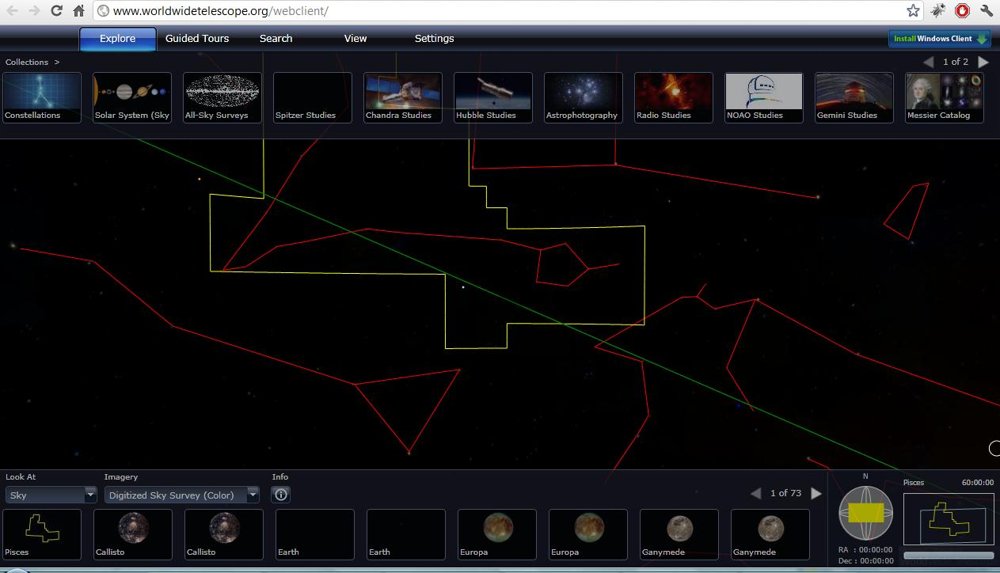 www.worldwidetelescope.org/webclient/
Explore Guided Tours Search View Settings Install Windows Client
Collections > 1 of 2
Constellations Solar System (Sky All-Sky Surveys Spitzer Studies Chandra Studies Hubble Studies Astrophotography Radio Studies NOAO Studies Gemini Studies Messier Catalog
Look At Imagery Info N
Pisces 60:00:00
Sky Digitized Sky Survey (Color) 1 of 73
Pisces Callisto Callisto Earth Earth Europa Europa Ganymede Ganymede
RA : 00:00:00
Dec : 00:00:00